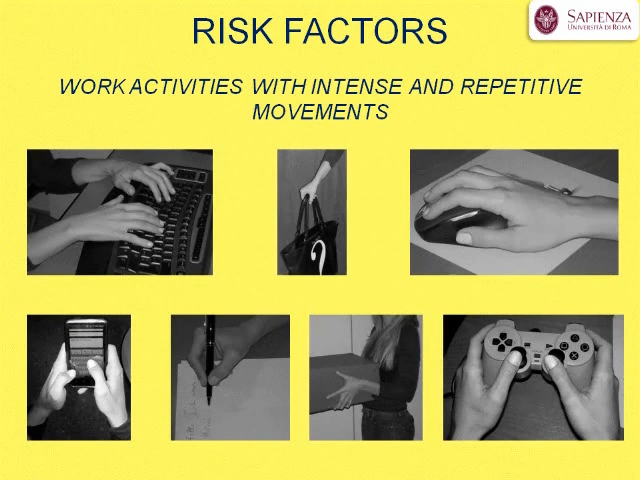 RISK FACTORS
SAPIENZA
UNIVERSITÀ DI ROMA
WORK ACTIVITIES WITH INTENSE AND REPETITIVE
MOVEMENTS
?